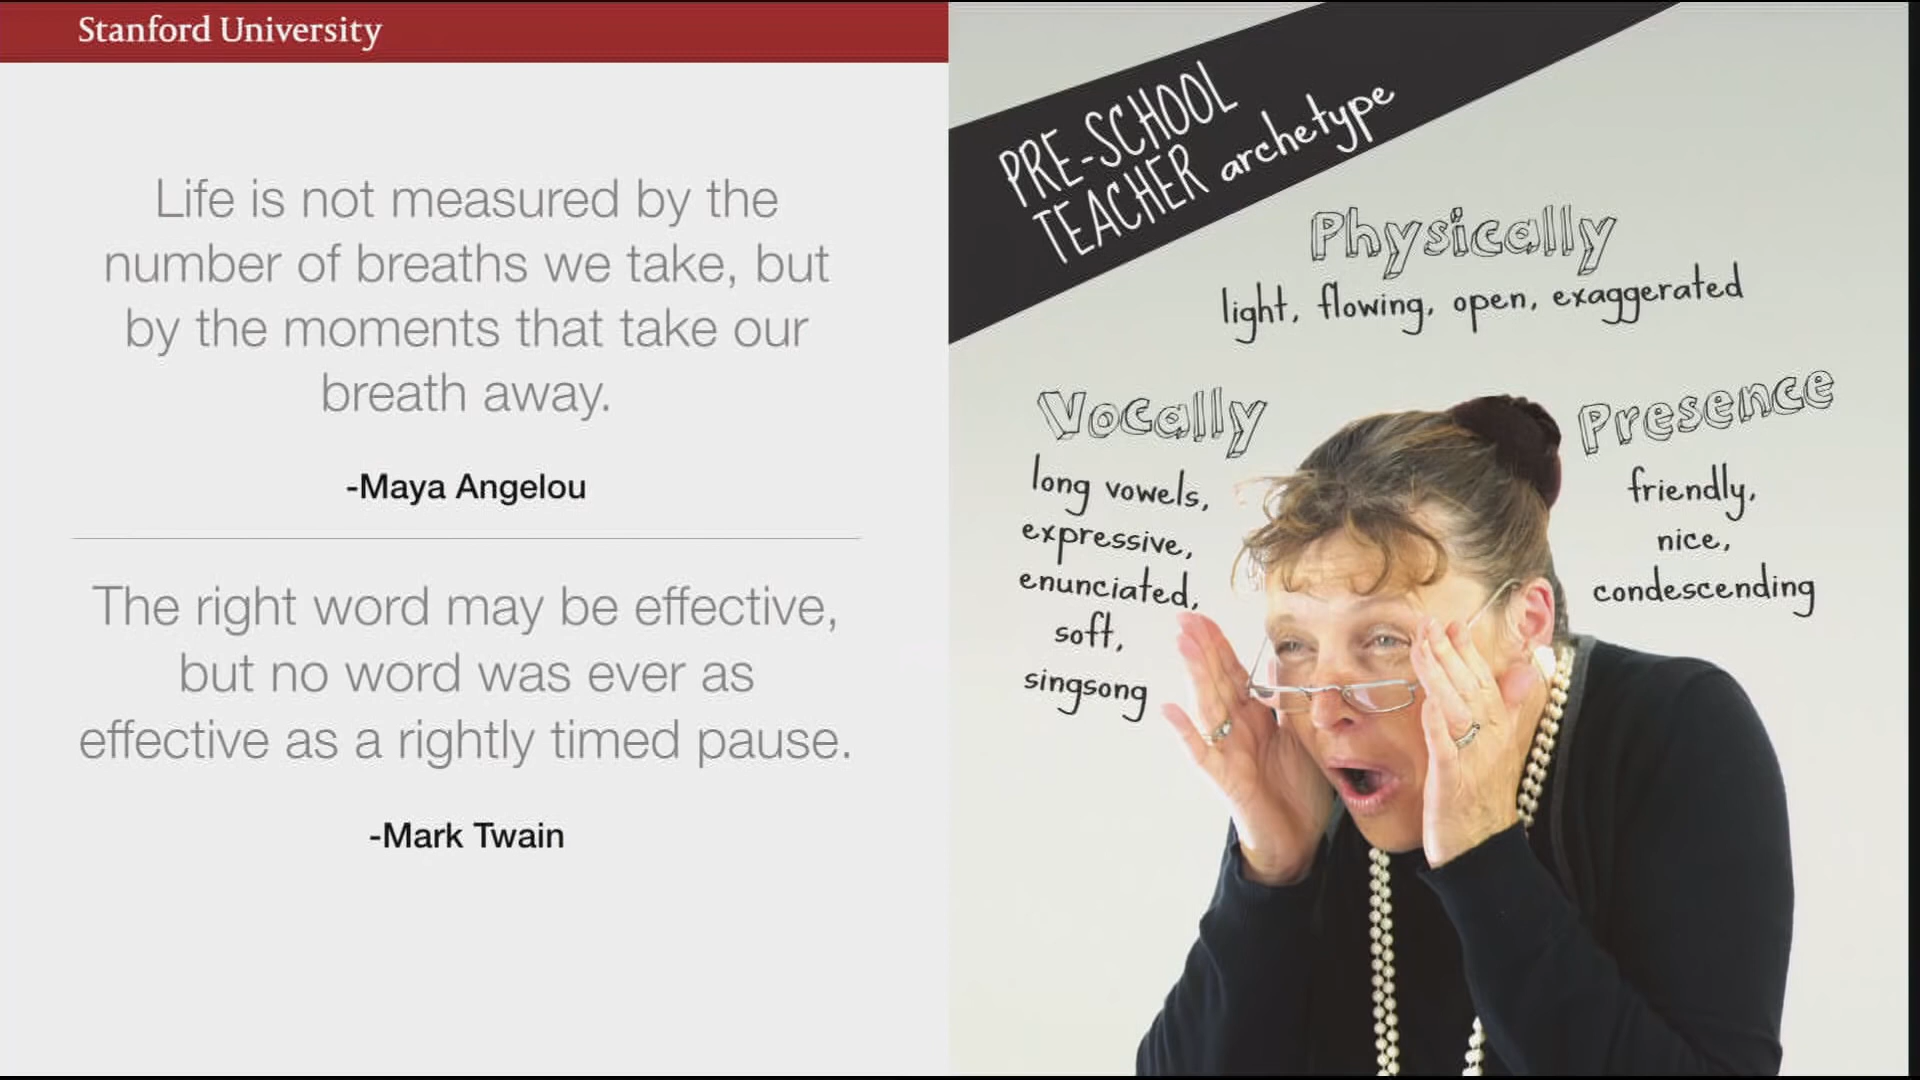 Stanford University
Life is not measured by the
number of breaths we take, but
by the moments that take our
breath away.
-Maya Angelou
The right word may be effective,
but no word was ever as
effective as a rightly timed pause.
-Mark Twain
PRE-SCHOOL
TEACHER archetype
Physically
light, flowing, open, exaggerated
Vocally
long vowels,
expressive,
enunciated,
soft,
singsong
Presence
friendly,
nice,
condescending